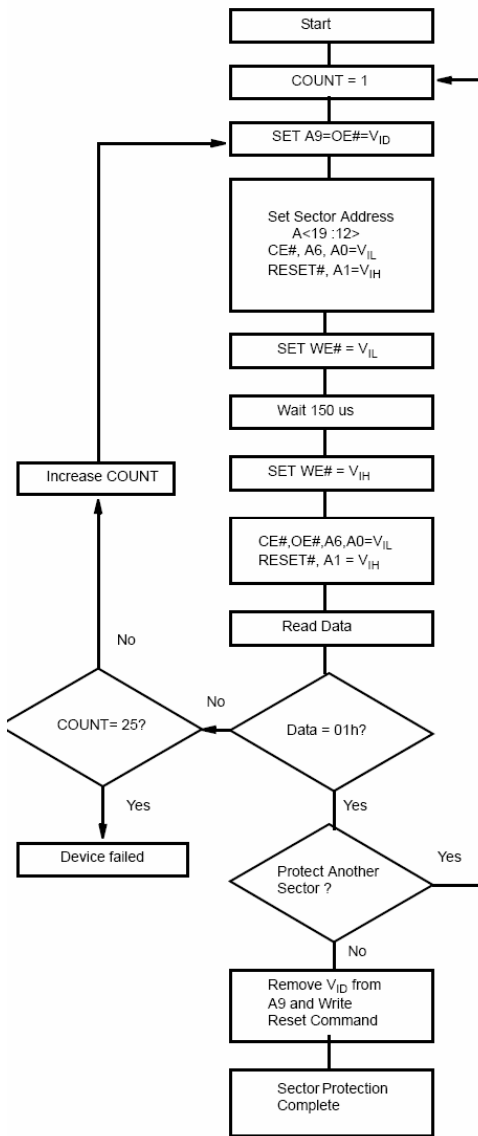 Start
COUNT = 1
SET A9=OE#=VID
Set Sector Address
A<19 :12>
CE#, A6, A0=VIL
RESET#, A1=VIH
SET WE# = VIL
Wait 150 us
SET WE# = VIH
Increase COUNT
CE#,OE#,A6,A0=VIL
RESET#, A1 = VIH
Read Data
No
No
COUNT= 25?
Data = 01h?
Yes
Yes
Device failed
Protect Another
Sector ?
Yes
No
Remove VID from
A9 and Write
Reset Command
Sector Protection
Complete